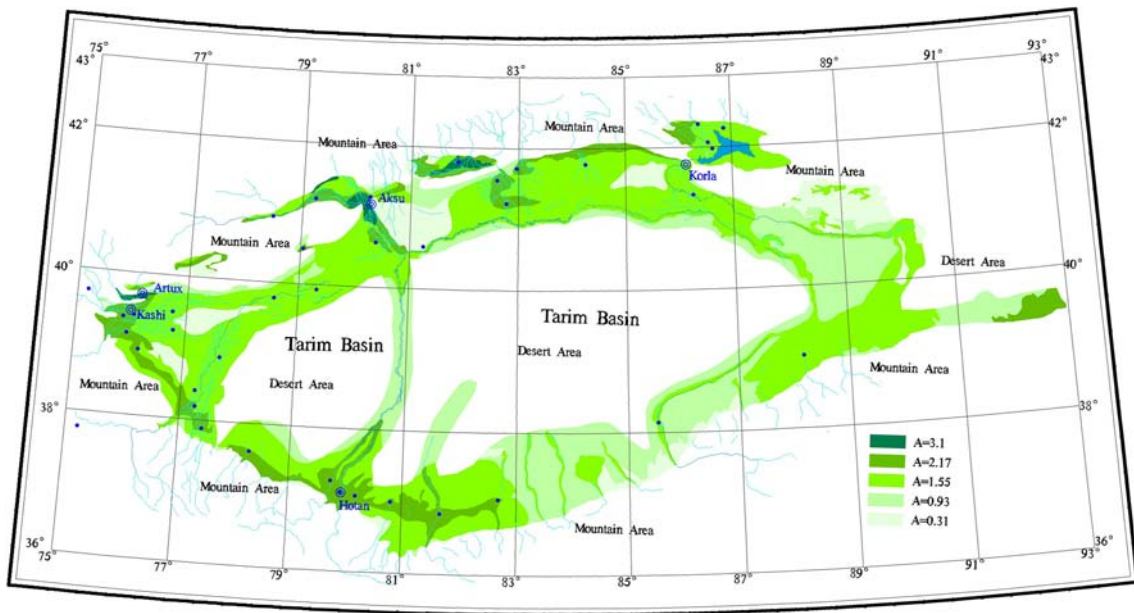 75° 77° 79° 81° 83° 85° 87° 89° 91° 93°
43° 43°
42° 42°
Mountain Area
Mountain Area
Mountain Area
Korla
Aksu
Mountain Area
Desert Area
40° 40°
Artux
Kashi
Tarim Basin
Tarim Basin
Desert Area
Desert Area
Mountain Area
Mountain Area
38° 38°
A=3.1
A=2.17
A=1.55
A=0.93
A=0.31
Mountain Area
Hotan
Mountain Area
36° 36°
75° 77° 79° 81° 83° 85° 87° 89° 91° 93°